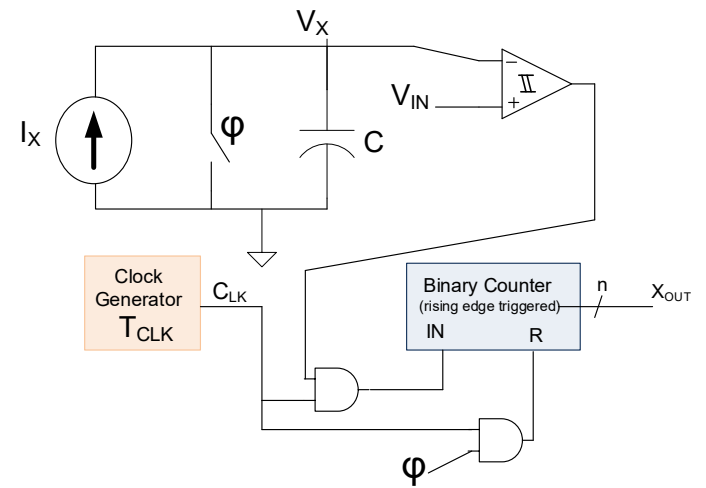 V_X
I_X
φ
C
V_IN
−
+
Clock
Generator
T_CLK
C_LK
Binary Counter
(rising edge triggered)
IN
R
n
X_OUT
φ